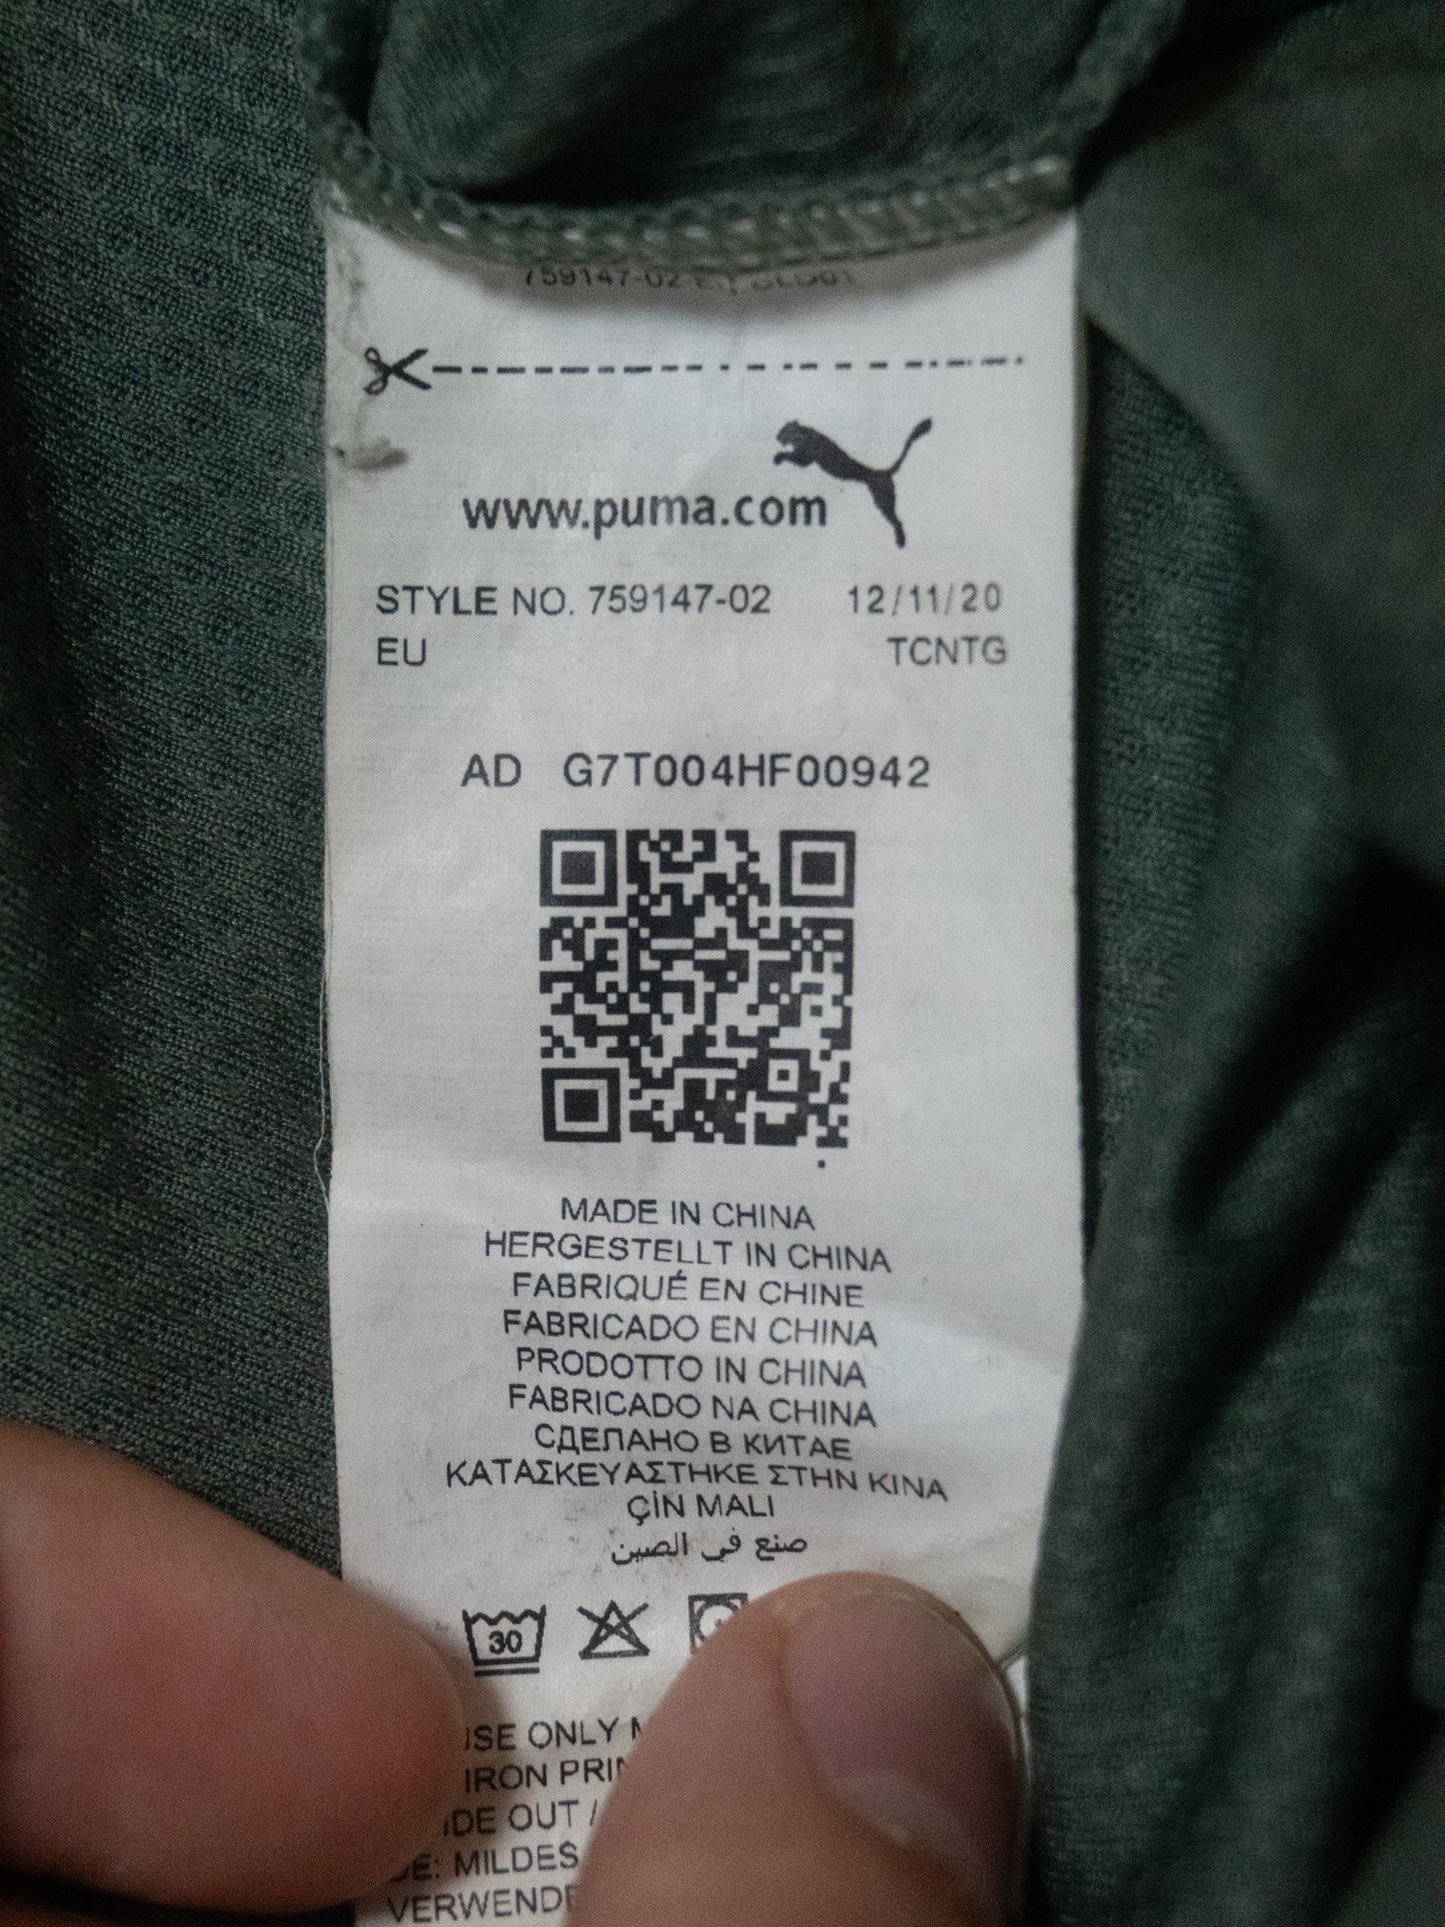 759147-02
www.puma.com
STYLE NO. 759147-02 12/11/20
EU TCNTG
AD G7T004HF00942
MADE IN CHINA
HERGESTELLT IN CHINA
FABRIQUÉ EN CHINE
FABRICADO EN CHINA
PRODOTTO IN CHINA
FABRICADO NA CHINA
СДЕЛАНО В КИТАЕ
ΚΑΤΑΣΚΕΥΑΣΤΗΚΕ ΣΤΗΝ ΚΙΝΑ
ÇİN MALI
صنع في الصين
30
ONLY
IRON
OUT /
MILDES